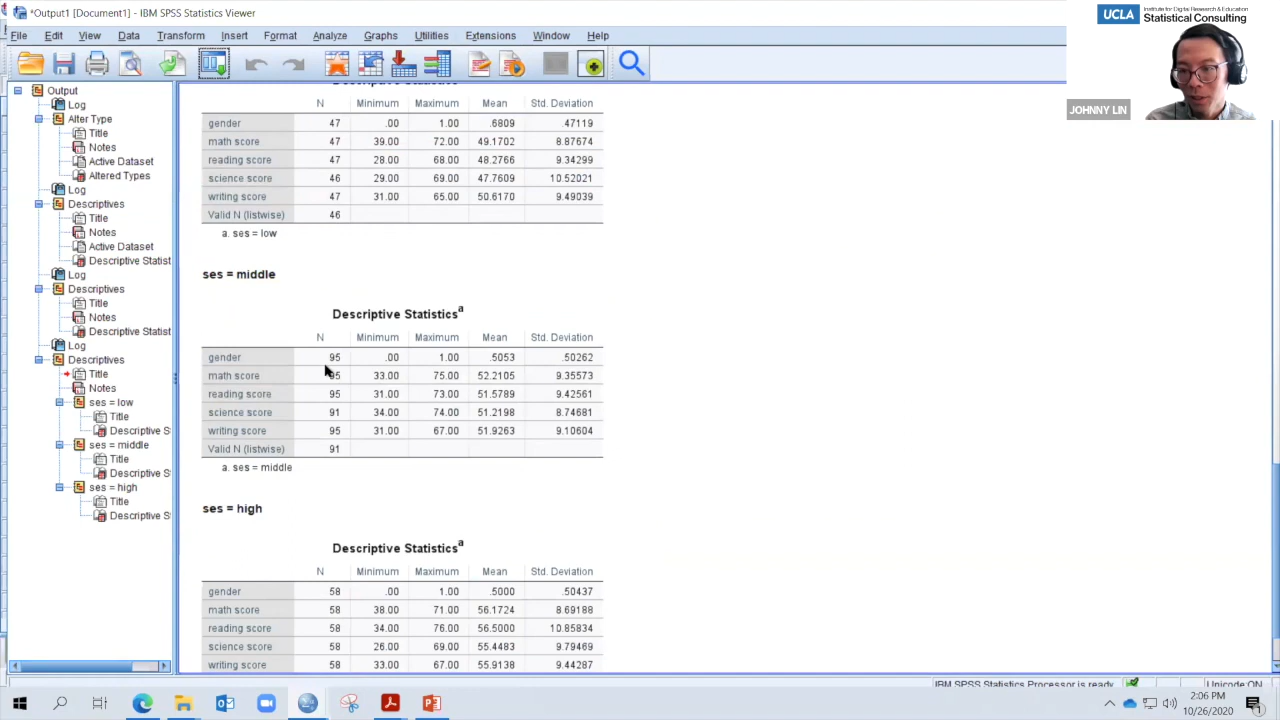 *Output1 [Document1] - IBM SPSS Statistics Viewer
UCLA Institute for Digital Research & Education
Statistical Consulting
File Edit View Data Transform Insert Format Analyze Graphs Utilities Extensions Window Help
JOHNNY LIN
Output
Log
Alter Type
Title
Notes
Active Dataset
Altered Types
Log
Descriptives
Title
Notes
Active Dataset
Descriptive Statist
Log
Descriptives
Title
Notes
Descriptive Statist
Log
Descriptives
Title
Notes
ses = low
Title
Descriptive S
ses = middle
Title
Descriptive S
ses = high
Title
Descriptive S
Descriptive Statistics
N Minimum Maximum Mean Std. Deviation
gender 47 .00 1.00 .6809 .47119
math score 47 39.00 72.00 49.1702 8.87674
reading score 47 28.00 68.00 48.2766 9.34299
science score 46 29.00 69.00 47.7609 10.52021
writing score 47 31.00 65.00 50.6170 9.49039
Valid N (listwise) 46
a. ses = low
ses = middle
Descriptive Statisticsa
N Minimum Maximum Mean Std. Deviation
gender 95 .00 1.00 .5053 .50262
math score 95 33.00 75.00 52.2105 9.35573
reading score 95 31.00 73.00 51.5789 9.42561
science score 91 34.00 74.00 51.2198 8.74681
writing score 95 31.00 67.00 51.9263 9.10604
Valid N (listwise) 91
a. ses = middle
ses = high
Descriptive Statisticsa
N Minimum Maximum Mean Std. Deviation
gender 58 .00 1.00 .5000 .50437
math score 58 38.00 71.00 56.1724 8.69188
reading score 58 34.00 76.00 56.5000 10.85834
science score 58 26.00 69.00 55.4483 9.79469
writing score 58 33.00 67.00 55.9138 9.44287
IBM SPSS Statistics Processor is ready Unicode:ON
2:06 PM
10/26/2020
1